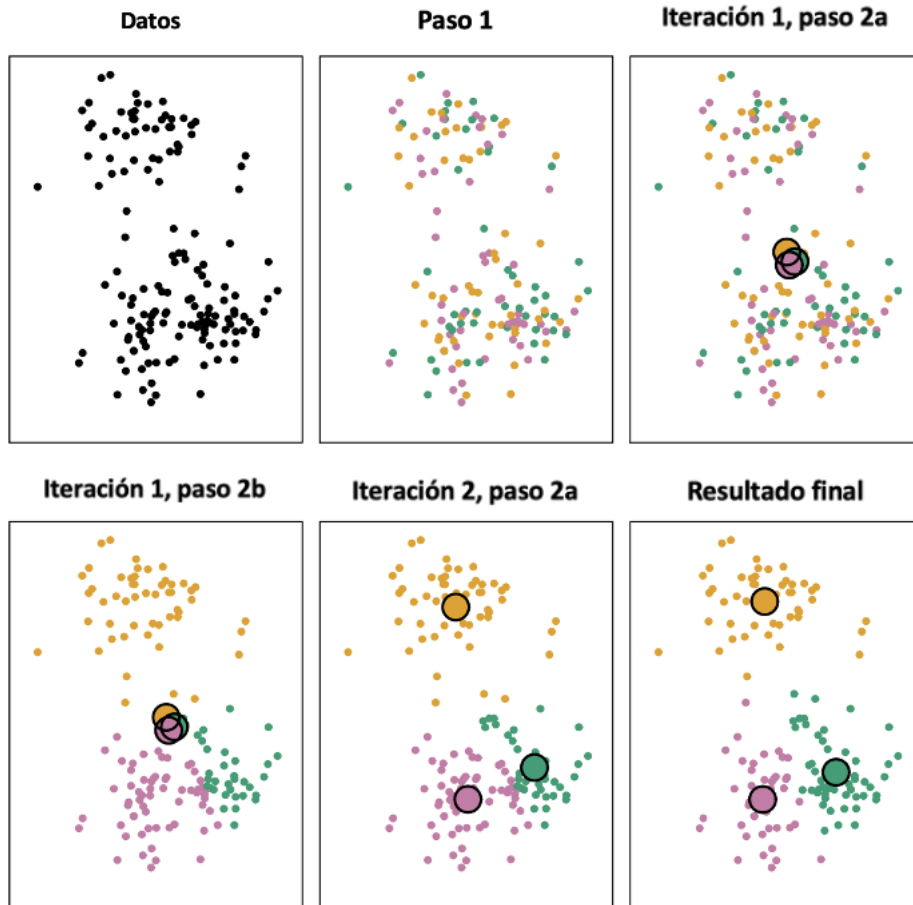 Datos
Paso 1
Iteración 1, paso 2a
Iteración 1, paso 2b
Iteración 2, paso 2a
Resultado final